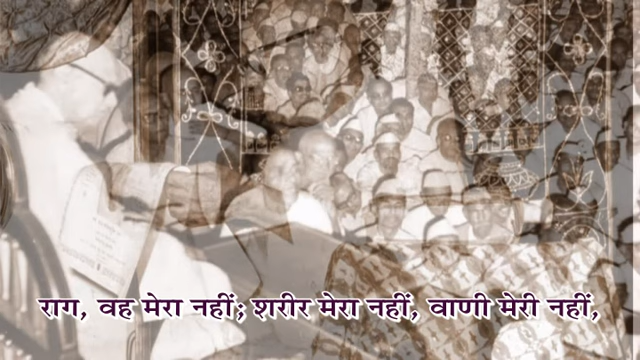 राग, वह मेरा नहीं; शरीर मेरा नहीं, वाणी मेरी नहीं,